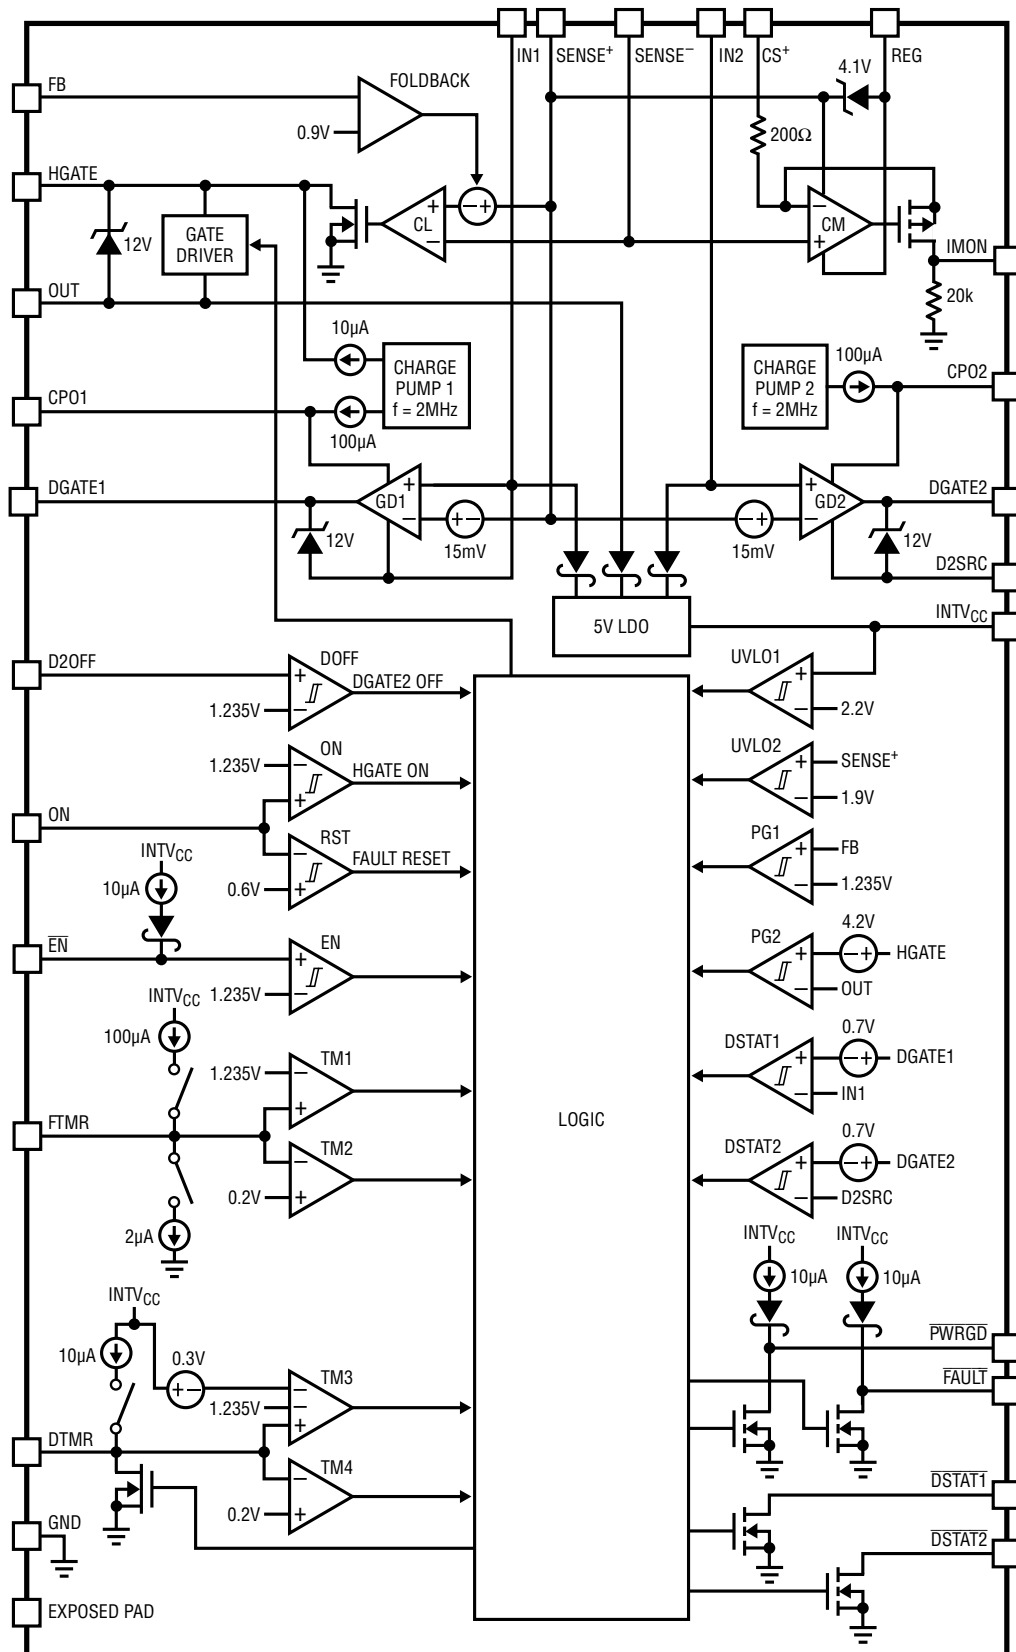 IN1
SENSE+
SENSE−
IN2
CS+
REG
FB
FOLDBACK
4.1V
0.9V
200Ω
HGATE
12V
GATE
DRIVER
CL
+
−
−+
CM
−
+
IMON
OUT
20k
10µA
CHARGE
PUMP 1
f = 2MHz
CHARGE
PUMP 2
f = 2MHz
100µA
CPO2
CPO1
100µA
DGATE1
GD1
+
−
+−
15mV
−+
15mV
+
−
GD2
DGATE2
12V
12V
D2SRC
5V LDO
INTVCC
D2OFF
DOFF
+
−
DGATE2 OFF
1.235V
UVLO1
+
−
2.2V
ON
1.235V
−
+
HGATE ON
UVLO2
+
−
SENSE+
1.9V
ON
RST
−
+
FAULT RESET
0.6V
PG1
+
−
FB
1.235V
INTVCC
10µA
EN
EN
+
−
1.235V
PG2
+
−
4.2V
−+
HGATE
OUT
INTVCC
100µA
1.235V
TM1
−
+
DSTAT1
+
−
0.7V
−+
DGATE1
IN1
LOGIC
FTMR
TM2
−
+
0.2V
DSTAT2
+
−
0.7V
−+
DGATE2
D2SRC
2µA
INTVCC
10µA
INTVCC
10µA
INTVCC
10µA
0.3V
+−
1.235V
TM3
−
−
+
PWRGD
FAULT
DTMR
TM4
−
+
0.2V
DSTAT1
GND
DSTAT2
EXPOSED PAD